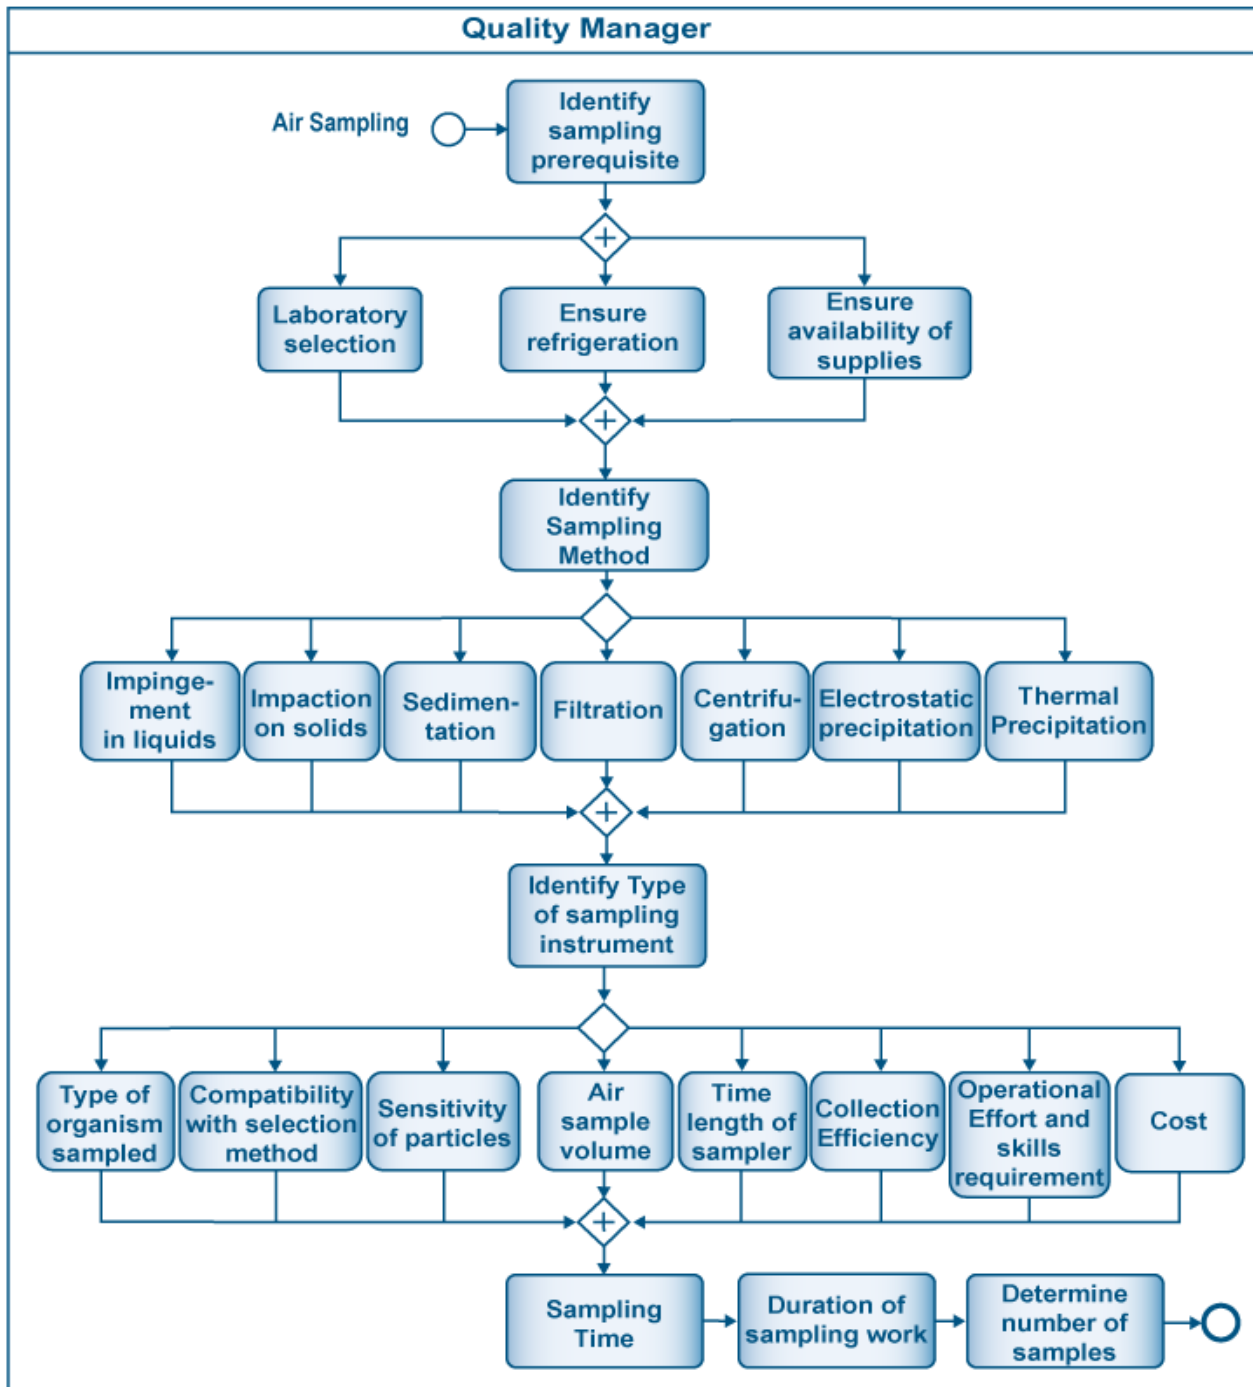 Quality Manager
Air Sampling
Identify
sampling
prerequisite
Laboratory
selection
Ensure
refrigeration
Ensure
availability of
supplies
Identify
Sampling
Method
Impinge-
ment
in liquids
Impaction
on solids
Sedimen-
tation
Filtration
Centrifu-
gation
Electrostatic
precipitation
Thermal
Precipitation
Identify Type
of sampling
instrument
Type of
organism
sampled
Compatibility
with selection
method
Sensitivity
of particles
Air
sample
volume
Time
length of
sampler
Collection
Efficiency
Operational
Effort and
skills
requirement
Cost
Sampling
Time
Duration of
sampling work
Determine
number of
samples